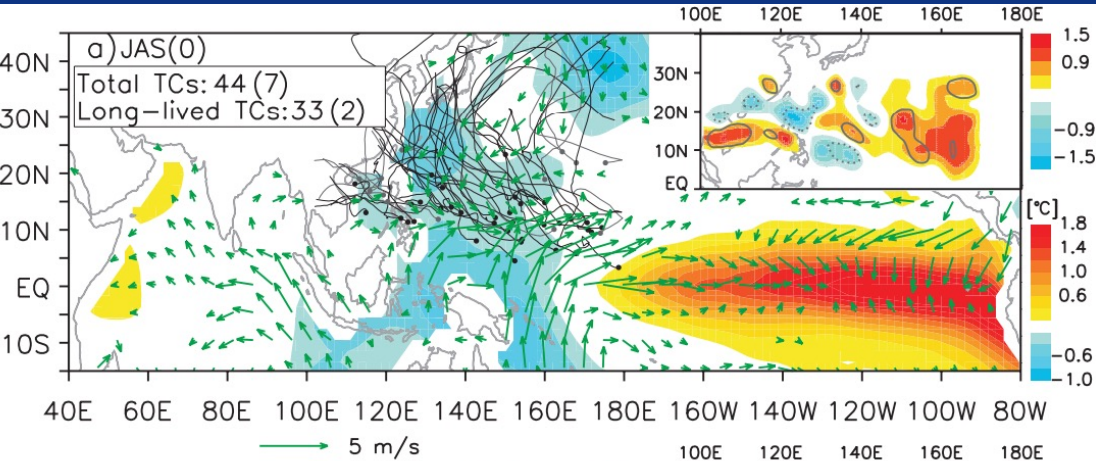 100E 120E 140E 160E 180E
a) JAS(0)
Total TCs: 44 (7)
Long-lived TCs: 33 (2)
40N
30N
20N
10N
EQ
10S
30N
20N
10N
EQ
1.5
0.9
-0.9
-1.5
[°C]
1.8
1.4
1.0
0.6
-0.6
-1.0
40E 60E 80E 100E 120E 140E 160E 180E 160W 140W 120W 100W 80W
5 m/s
100E 120E 140E 160E 180E